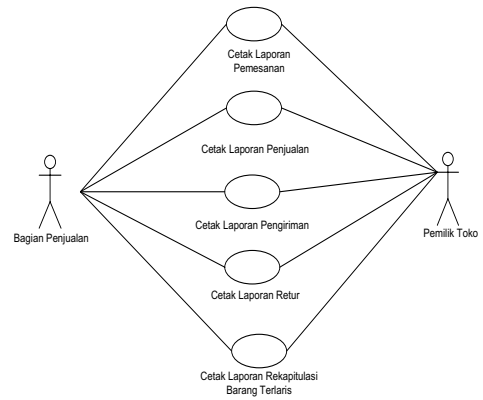 Cetak Laporan
Pemesanan
Cetak Laporan Penjualan
Cetak Laporan Pengiriman
Bagian Penjualan
Pemilik Toko
Cetak Laporan Retur
Cetak Laporan Rekapitulasi
Barang Terlaris